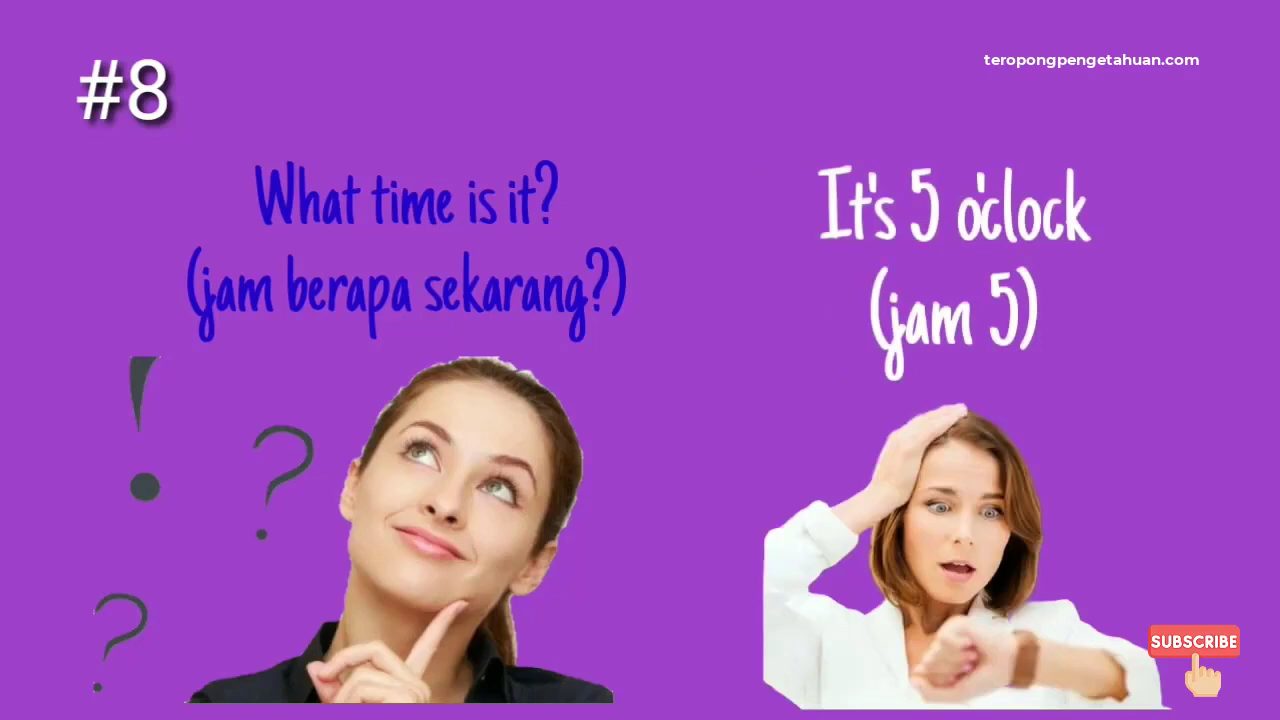 #8
teropongpengetahuan.com
What time is it?
(jam berapa sekarang?)
It's 5 o'clock
(jam 5)
! ?
?
SUBSCRIBE